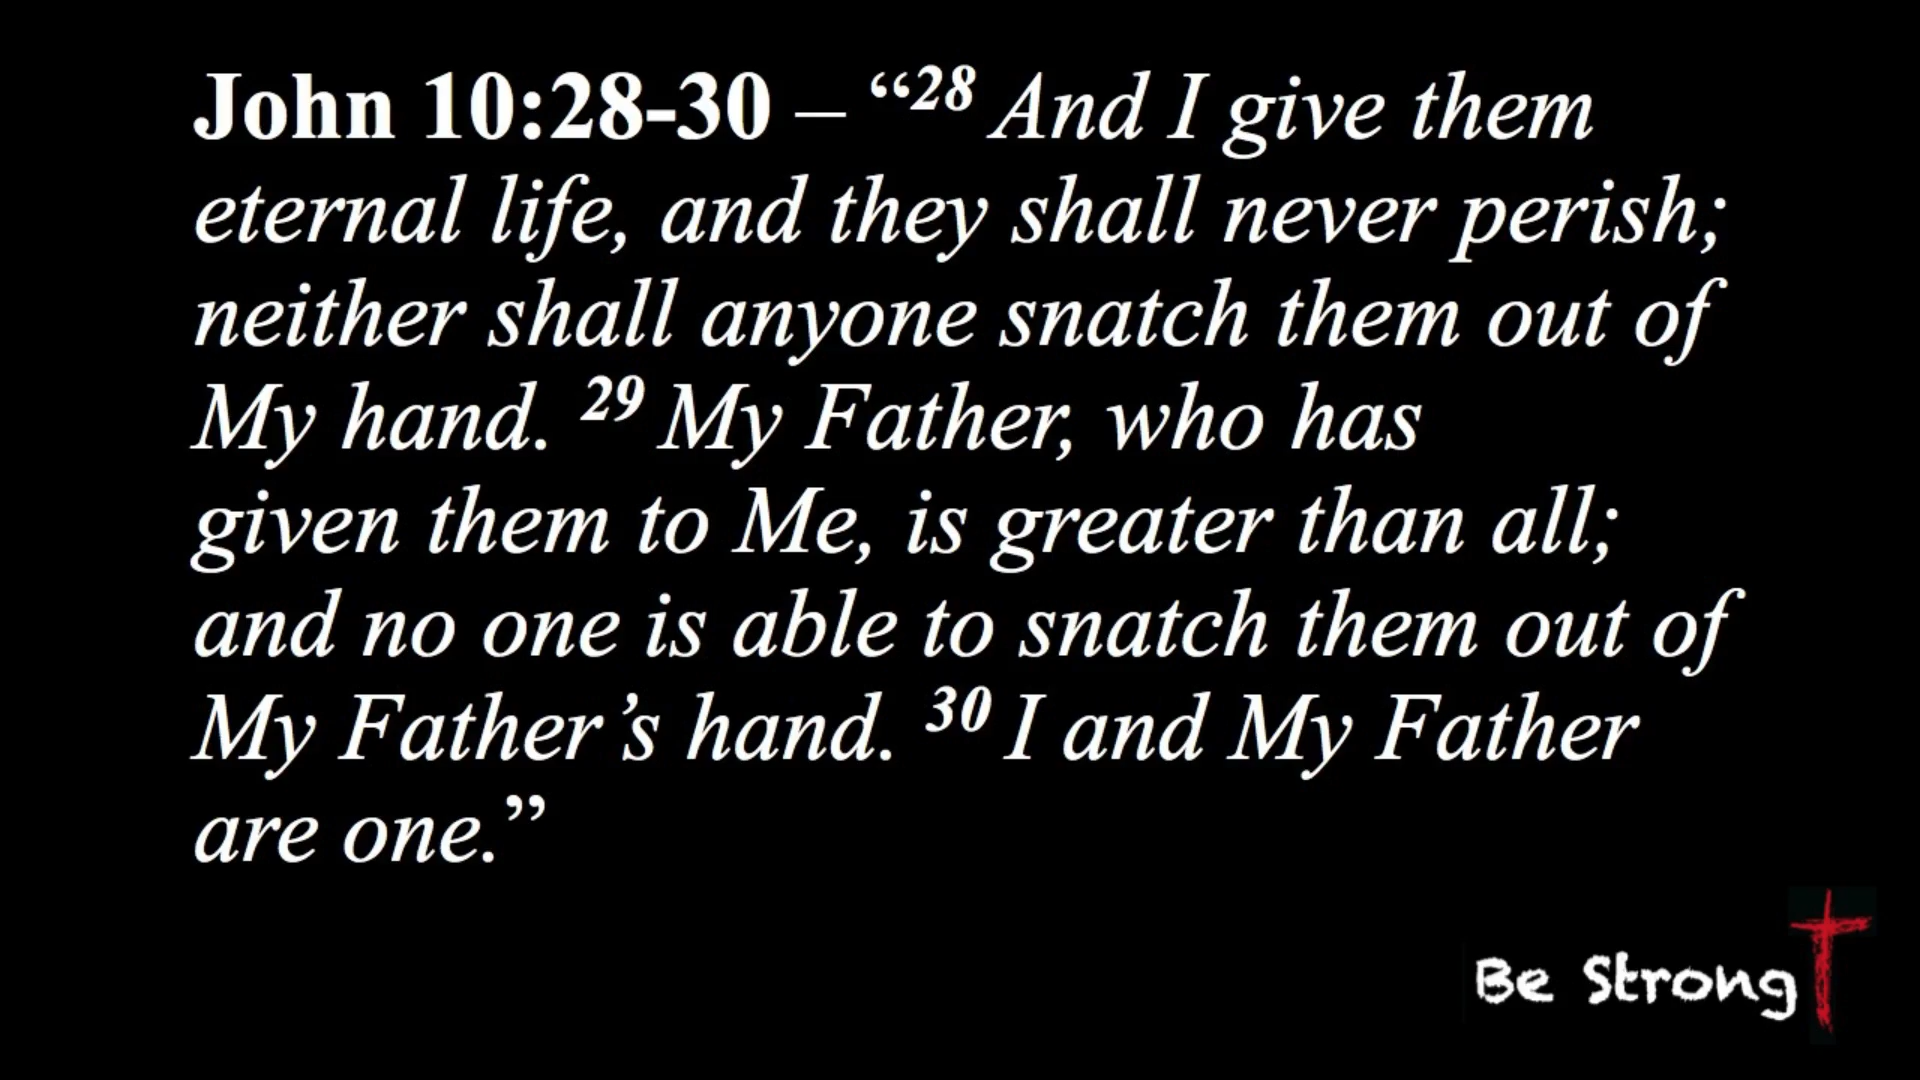 John 10:28-30 – “28 And I give them
eternal life, and they shall never perish;
neither shall anyone snatch them out of
My hand. 29 My Father, who has
given them to Me, is greater than all;
and no one is able to snatch them out of
My Father’s hand. 30 I and My Father
are one.”
Be Strong